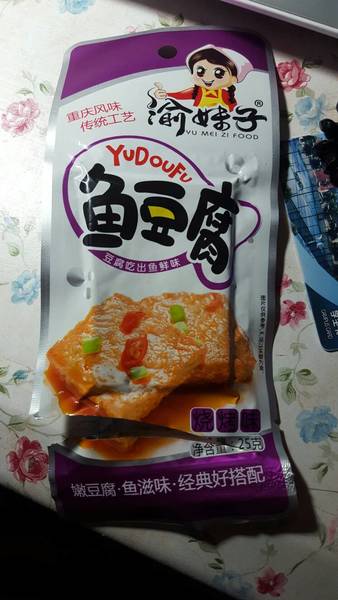 重庆风味
传统工艺
渝妹子®
YU MEI ZI FOOD
YUDOUFU
鱼豆腐
豆腐吃出鱼鲜味
烧烤味
净含量：25克
嫩豆腐·鱼滋味·经典好搭配